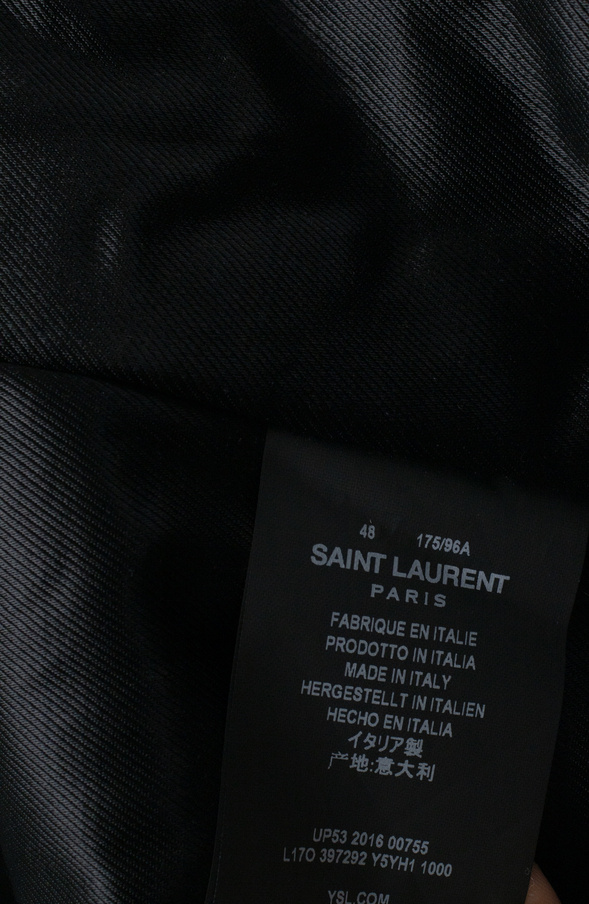 48 175/96A
SAINT LAURENT
PARIS
FABRIQUE EN ITALIE
PRODOTTO IN ITALIA
MADE IN ITALY
HERGESTELLT IN ITALIEN
HECHO EN ITALIA
イタリア製
产地:意大利
UP53 2016 00755
L17O 397292 Y5YH1 1000
YSL.COM